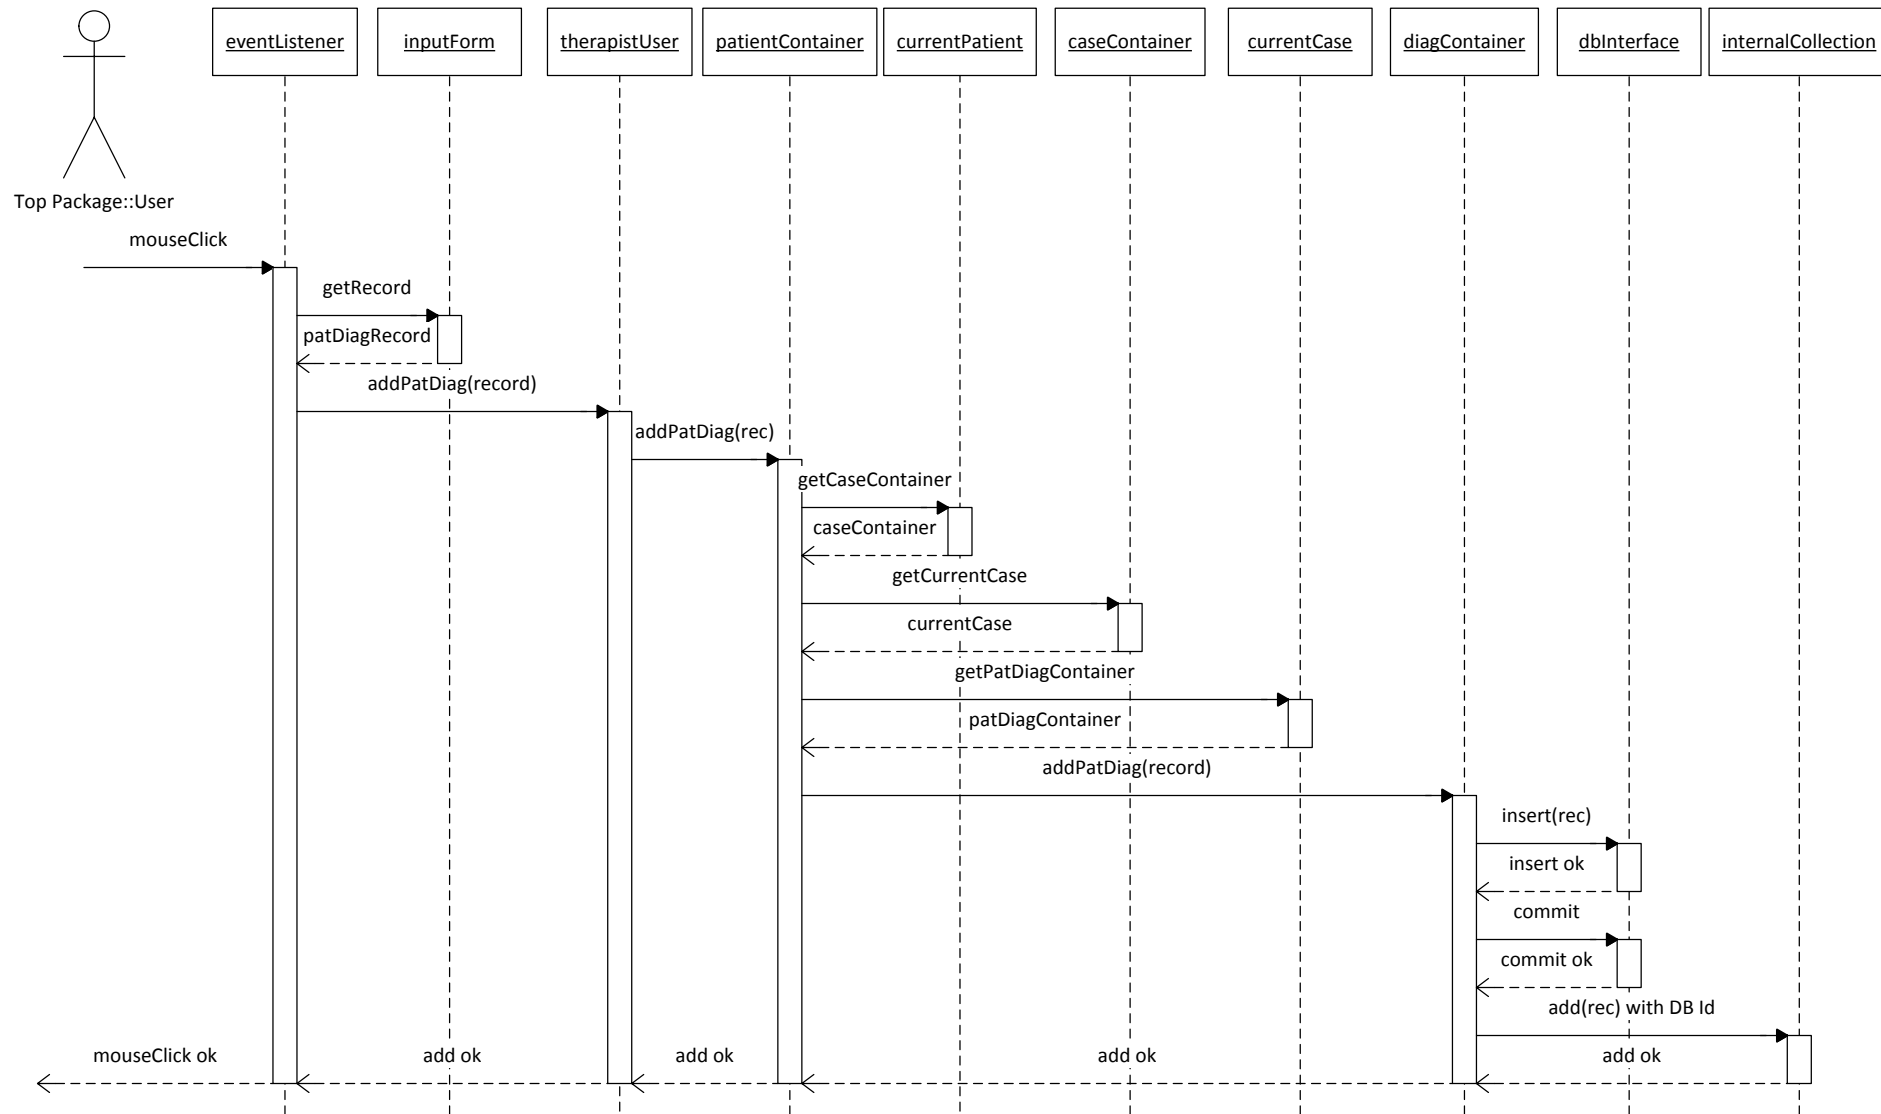 eventListener
inputForm
therapistUser
patientContainer
currentPatient
caseContainer
currentCase
diagContainer
dbInterface
internalCollection
Top Package::User
mouseClick
getRecord
patDiagRecord
addPatDiag(record)
addPatDiag(rec)
getCaseContainer
caseContainer
getCurrentCase
currentCase
getPatDiagContainer
patDiagContainer
addPatDiag(record)
insert(rec)
insert ok
commit
commit ok
add(rec) with DB Id
mouseClick ok
add ok
add ok
add ok
add ok